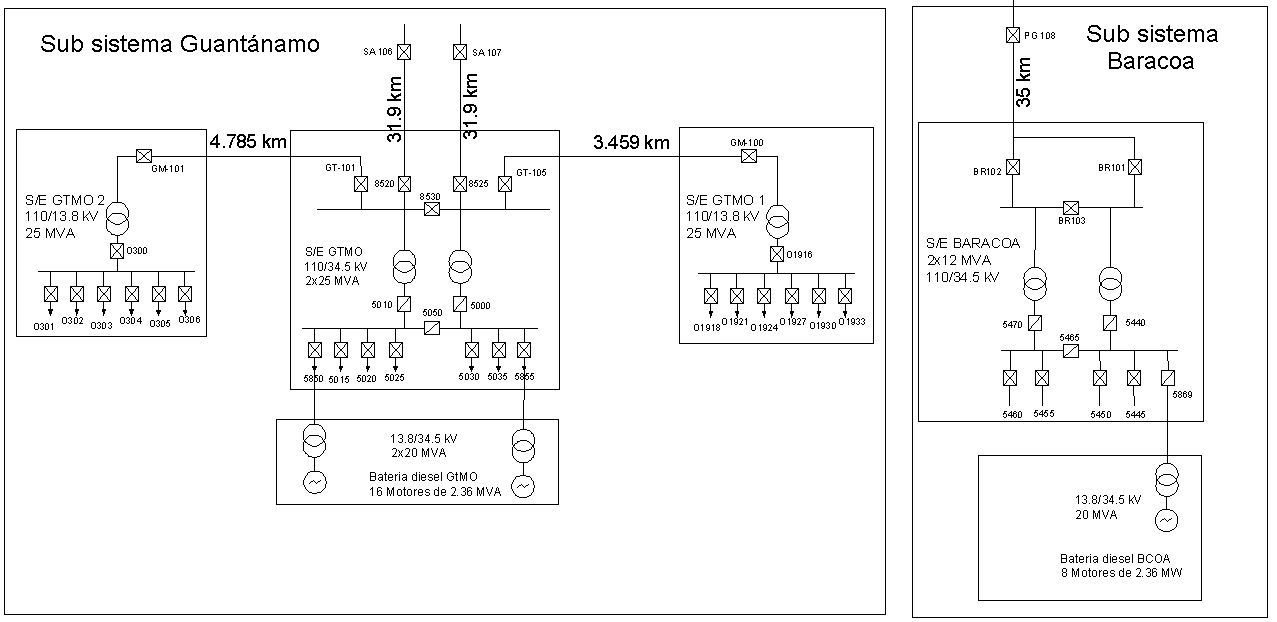 Sub sistema Guantánamo
SA 106
SA 107
31.9 km
31.9 km
4.785 km
3.459 km
GM-101
S/E GTMO 2
110/13.8 kV
25 MVA
O300
O301
O302
O303
O304
O305
O306
GT-101
8520
8525
GT-105
8530
S/E GTMO
110/34.5 kV
2x25 MVA
5010
5050
5000
5850
5015
5020
5025
5030
5035
5855
GM-100
S/E GTMO 1
110/13.8 kV
25 MVA
O1916
O1918
O1921
O1924
O1927
O1930
O1933
13.8/34.5 kV
2x20 MVA
Bateria diesel GtMO
16 Motores de 2.36 MVA
Sub sistema
Baracoa
PG 108
35 km
BR102
BR101
BR103
S/E BARACOA
2x12 MVA
110/34.5 kV
5470
5465
5440
5869
5460
5455
5450
5445
13.8/34.5 kV
20 MVA
Bateria diesel BCOA
8 Motores de 2.36 MW